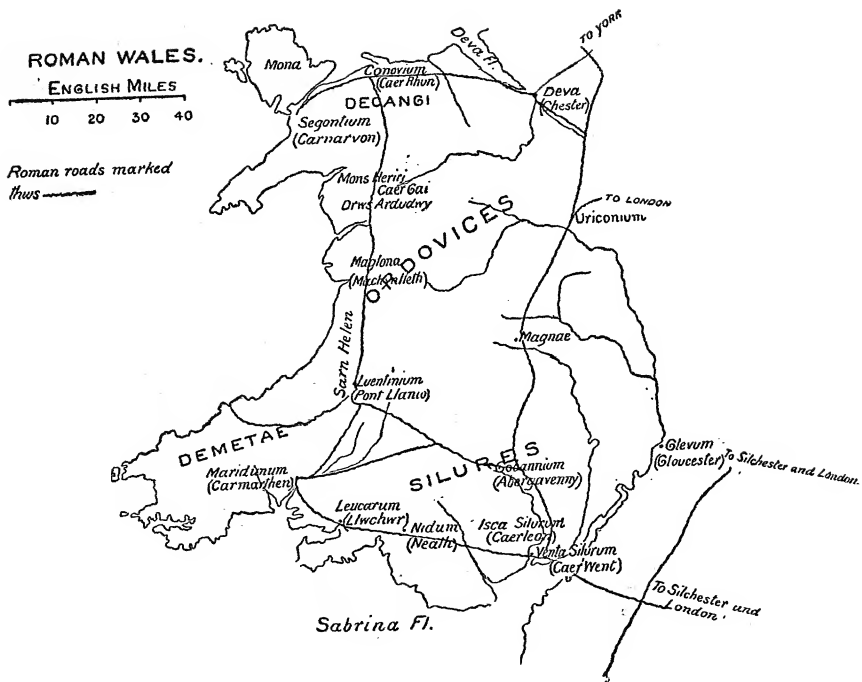 ROMAN WALES.
ENGLISH MILES
10 20 30 40
Roman roads marked
thus
Mona
Conovium
(Caer Rhun)
DECANGI
Deva Fl.
TO YORK
Deva
(Chester)
Segontium
(Carnarvon)
Mons Heriri
Caer Gai
Drws Ardudwy
TO LONDON
Uriconium
ORDOVICES
Maglona
(Machynlleth)
Magnae
Sarn Helen
Luentinium
(Pont Llanio)
DEMETAE
SILURES
Glevum
(Gloucester)
To Silchester and London.
Maridunum
(Carmarthen)
Gobannium
(Abergavenny)
Leucarum
(Llwchwr)
Nidum
(Neath)
Isca Silurum
(Caerleon)
Venta Silurum
(Caer Went)
To Silchester and
London.
Sabrina Fl.